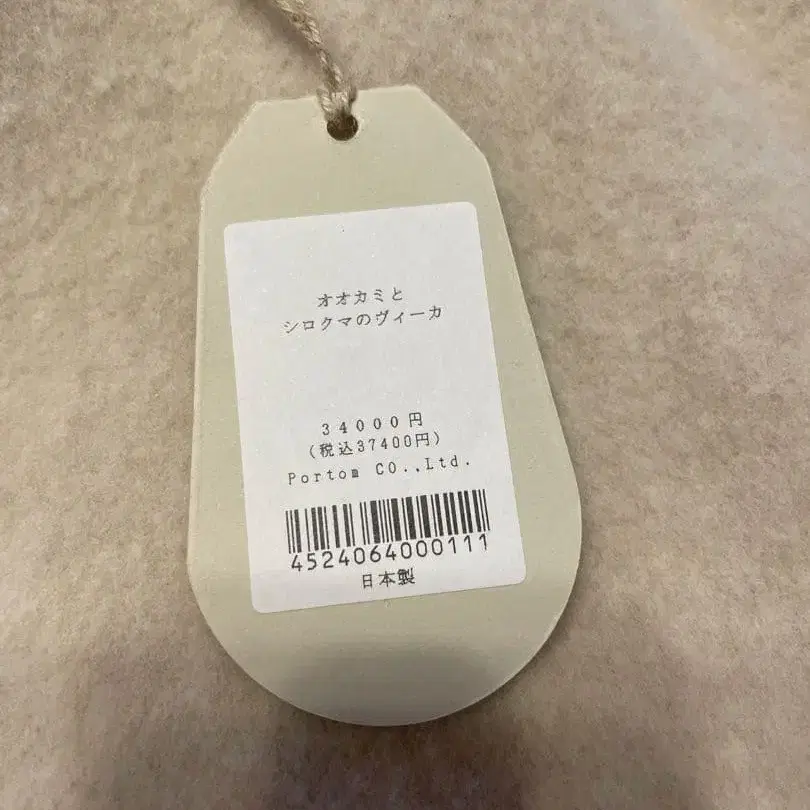 オオカミと
シロクマのヴィーカ
34000円
(税込37400円)
Portom CO.,Ltd.
4524064000111
日本製